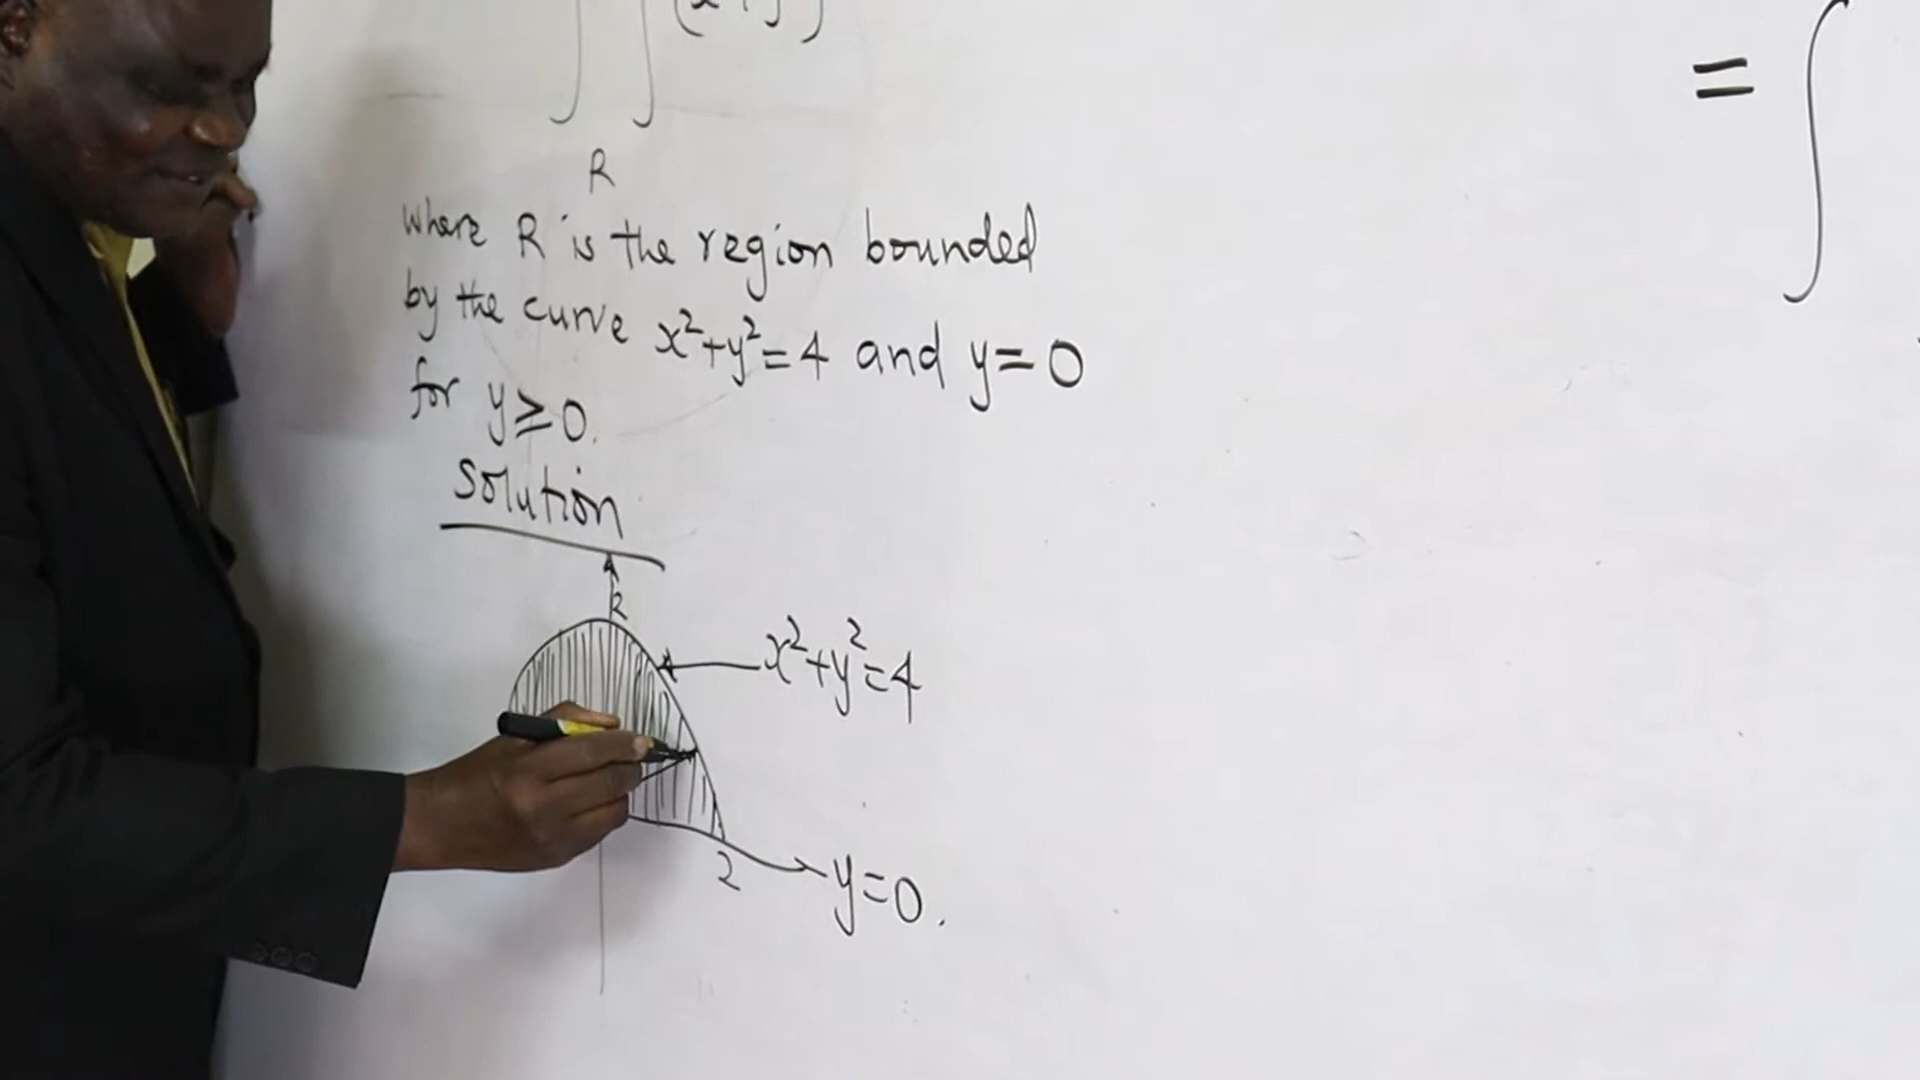 ∫∫
R
where R is the region bounded
by the curve x²+y²=4 and y=0
for y≥0.
solution
2
x²+y²=4
2
y=0.
= ∫